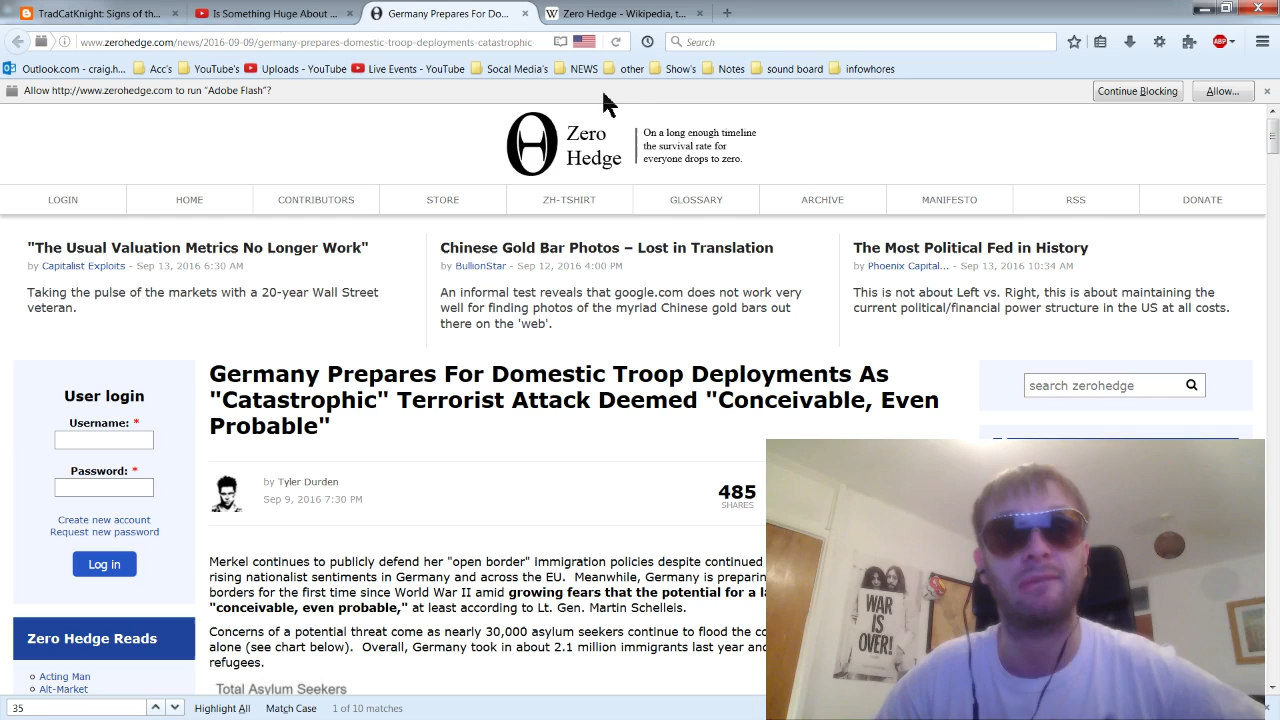 TradCatKnight: Signs of th...
Is Something Huge About ...
Germany Prepares For Do...
Zero Hedge - Wikipedia, t...
www.zerohedge.com/news/2016-09-09/germany-prepares-domestic-troop-deployments-catastrophic-
Search
ABP
Outlook.com - craig.h...
Acc's
YouTube's
Uploads - YouTube
Live Events - YouTube
Socal Media's
NEWS
other
Show's
Notes
sound board
infowhores
Allow http://www.zerohedge.com to run "Adobe Flash"?
Continue Blocking
Allow...
Zero
Hedge
On a long enough timeline
the survival rate for
everyone drops to zero.
LOGIN
HOME
CONTRIBUTORS
STORE
ZH-TSHIRT
GLOSSARY
ARCHIVE
MANIFESTO
RSS
DONATE
"The Usual Valuation Metrics No Longer Work"
by Capitalist Exploits - Sep 13, 2016 6:30 AM
Taking the pulse of the markets with a 20-year Wall Street
veteran.
Chinese Gold Bar Photos – Lost in Translation
by BullionStar - Sep 12, 2016 4:00 PM
An informal test reveals that google.com does not work very
well for finding photos of the myriad Chinese gold bars out
there on the 'web'.
The Most Political Fed in History
by Phoenix Capital... - Sep 13, 2016 10:34 AM
This is not about Left vs. Right, this is about maintaining the
current political/financial power structure in the US at all costs.
User login
Username: *
Password: *
Create new account
Request new password
Log in
Zero Hedge Reads
Acting Man
Alt-Market
Germany Prepares For Domestic Troop Deployments As
"Catastrophic" Terrorist Attack Deemed "Conceivable, Even
Probable"
by Tyler Durden
Sep 9, 2016 7:30 PM
485
SHARES
search zerohedge
Merkel continues to publicly defend her "open border" immigration policies despite continued
rising nationalist sentiments in Germany and across the EU. Meanwhile, Germany is preparin
borders for the first time since World War II amid growing fears that the potential for a la
"conceivable, even probable," at least according to Lt. Gen. Martin Schelleis.
Concerns of a potential threat come as nearly 30,000 asylum seekers continue to flood the co
alone (see chart below). Overall, Germany took in about 2.1 million immigrants last year and
refugees.
Total Asylum Seekers
WAR
IS
OVER!
35
Highlight All
Match Case
1 of 10 matches